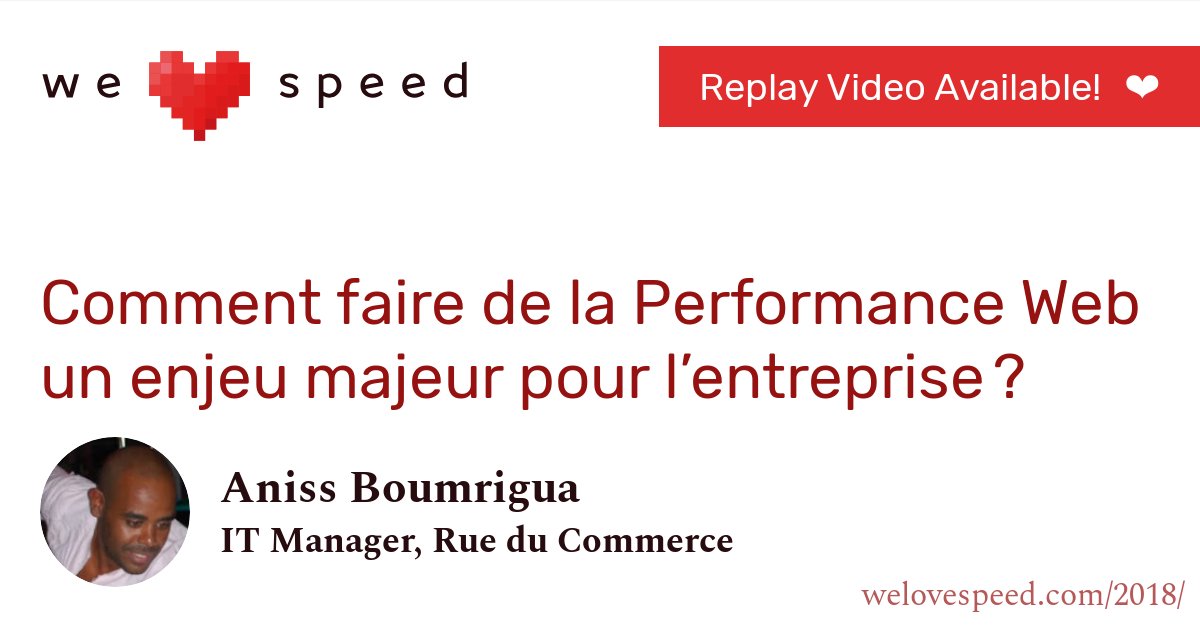 we speed
Replay Video Available! ❤
Comment faire de la Performance Web
un enjeu majeur pour l’entreprise ?
Aniss Boumrigua
IT Manager, Rue du Commerce
welovespeed.com/2018/